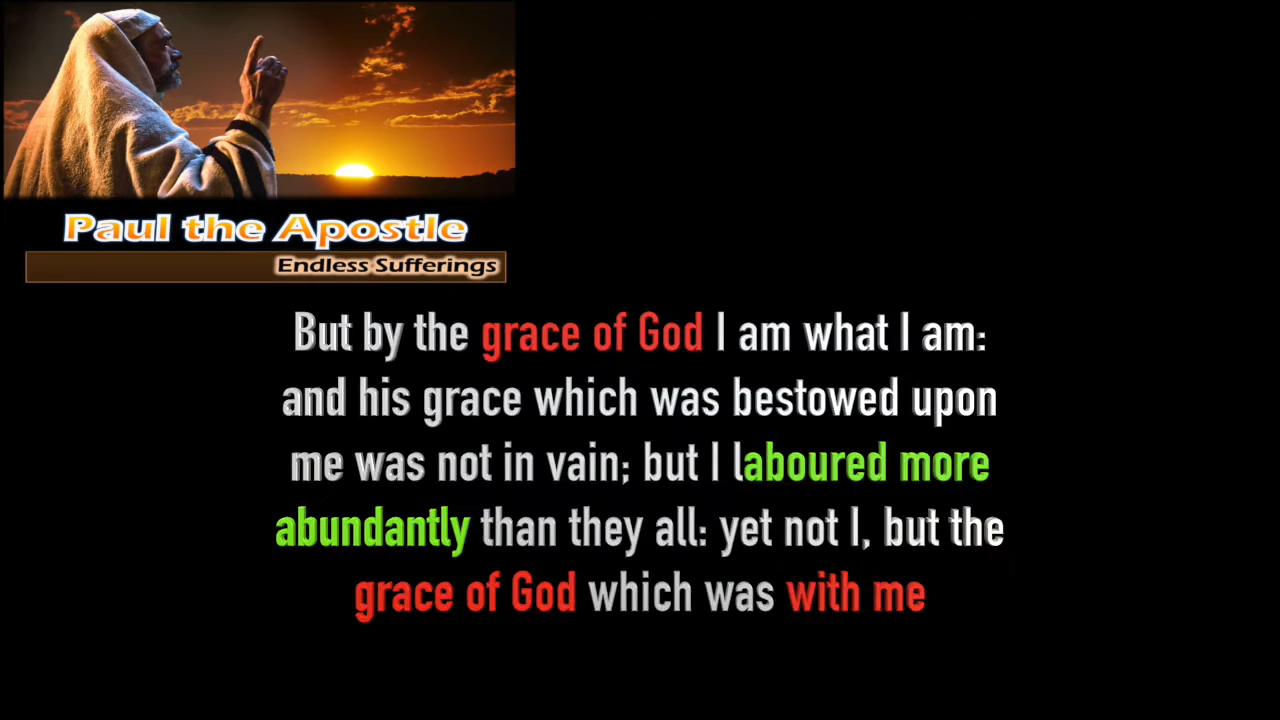 Paul the Apostle
Endless Sufferings
But by the grace of God I am what I am:
and his grace which was bestowed upon
me was not in vain; but I laboured more
abundantly than they all: yet not I, but the
grace of God which was with me